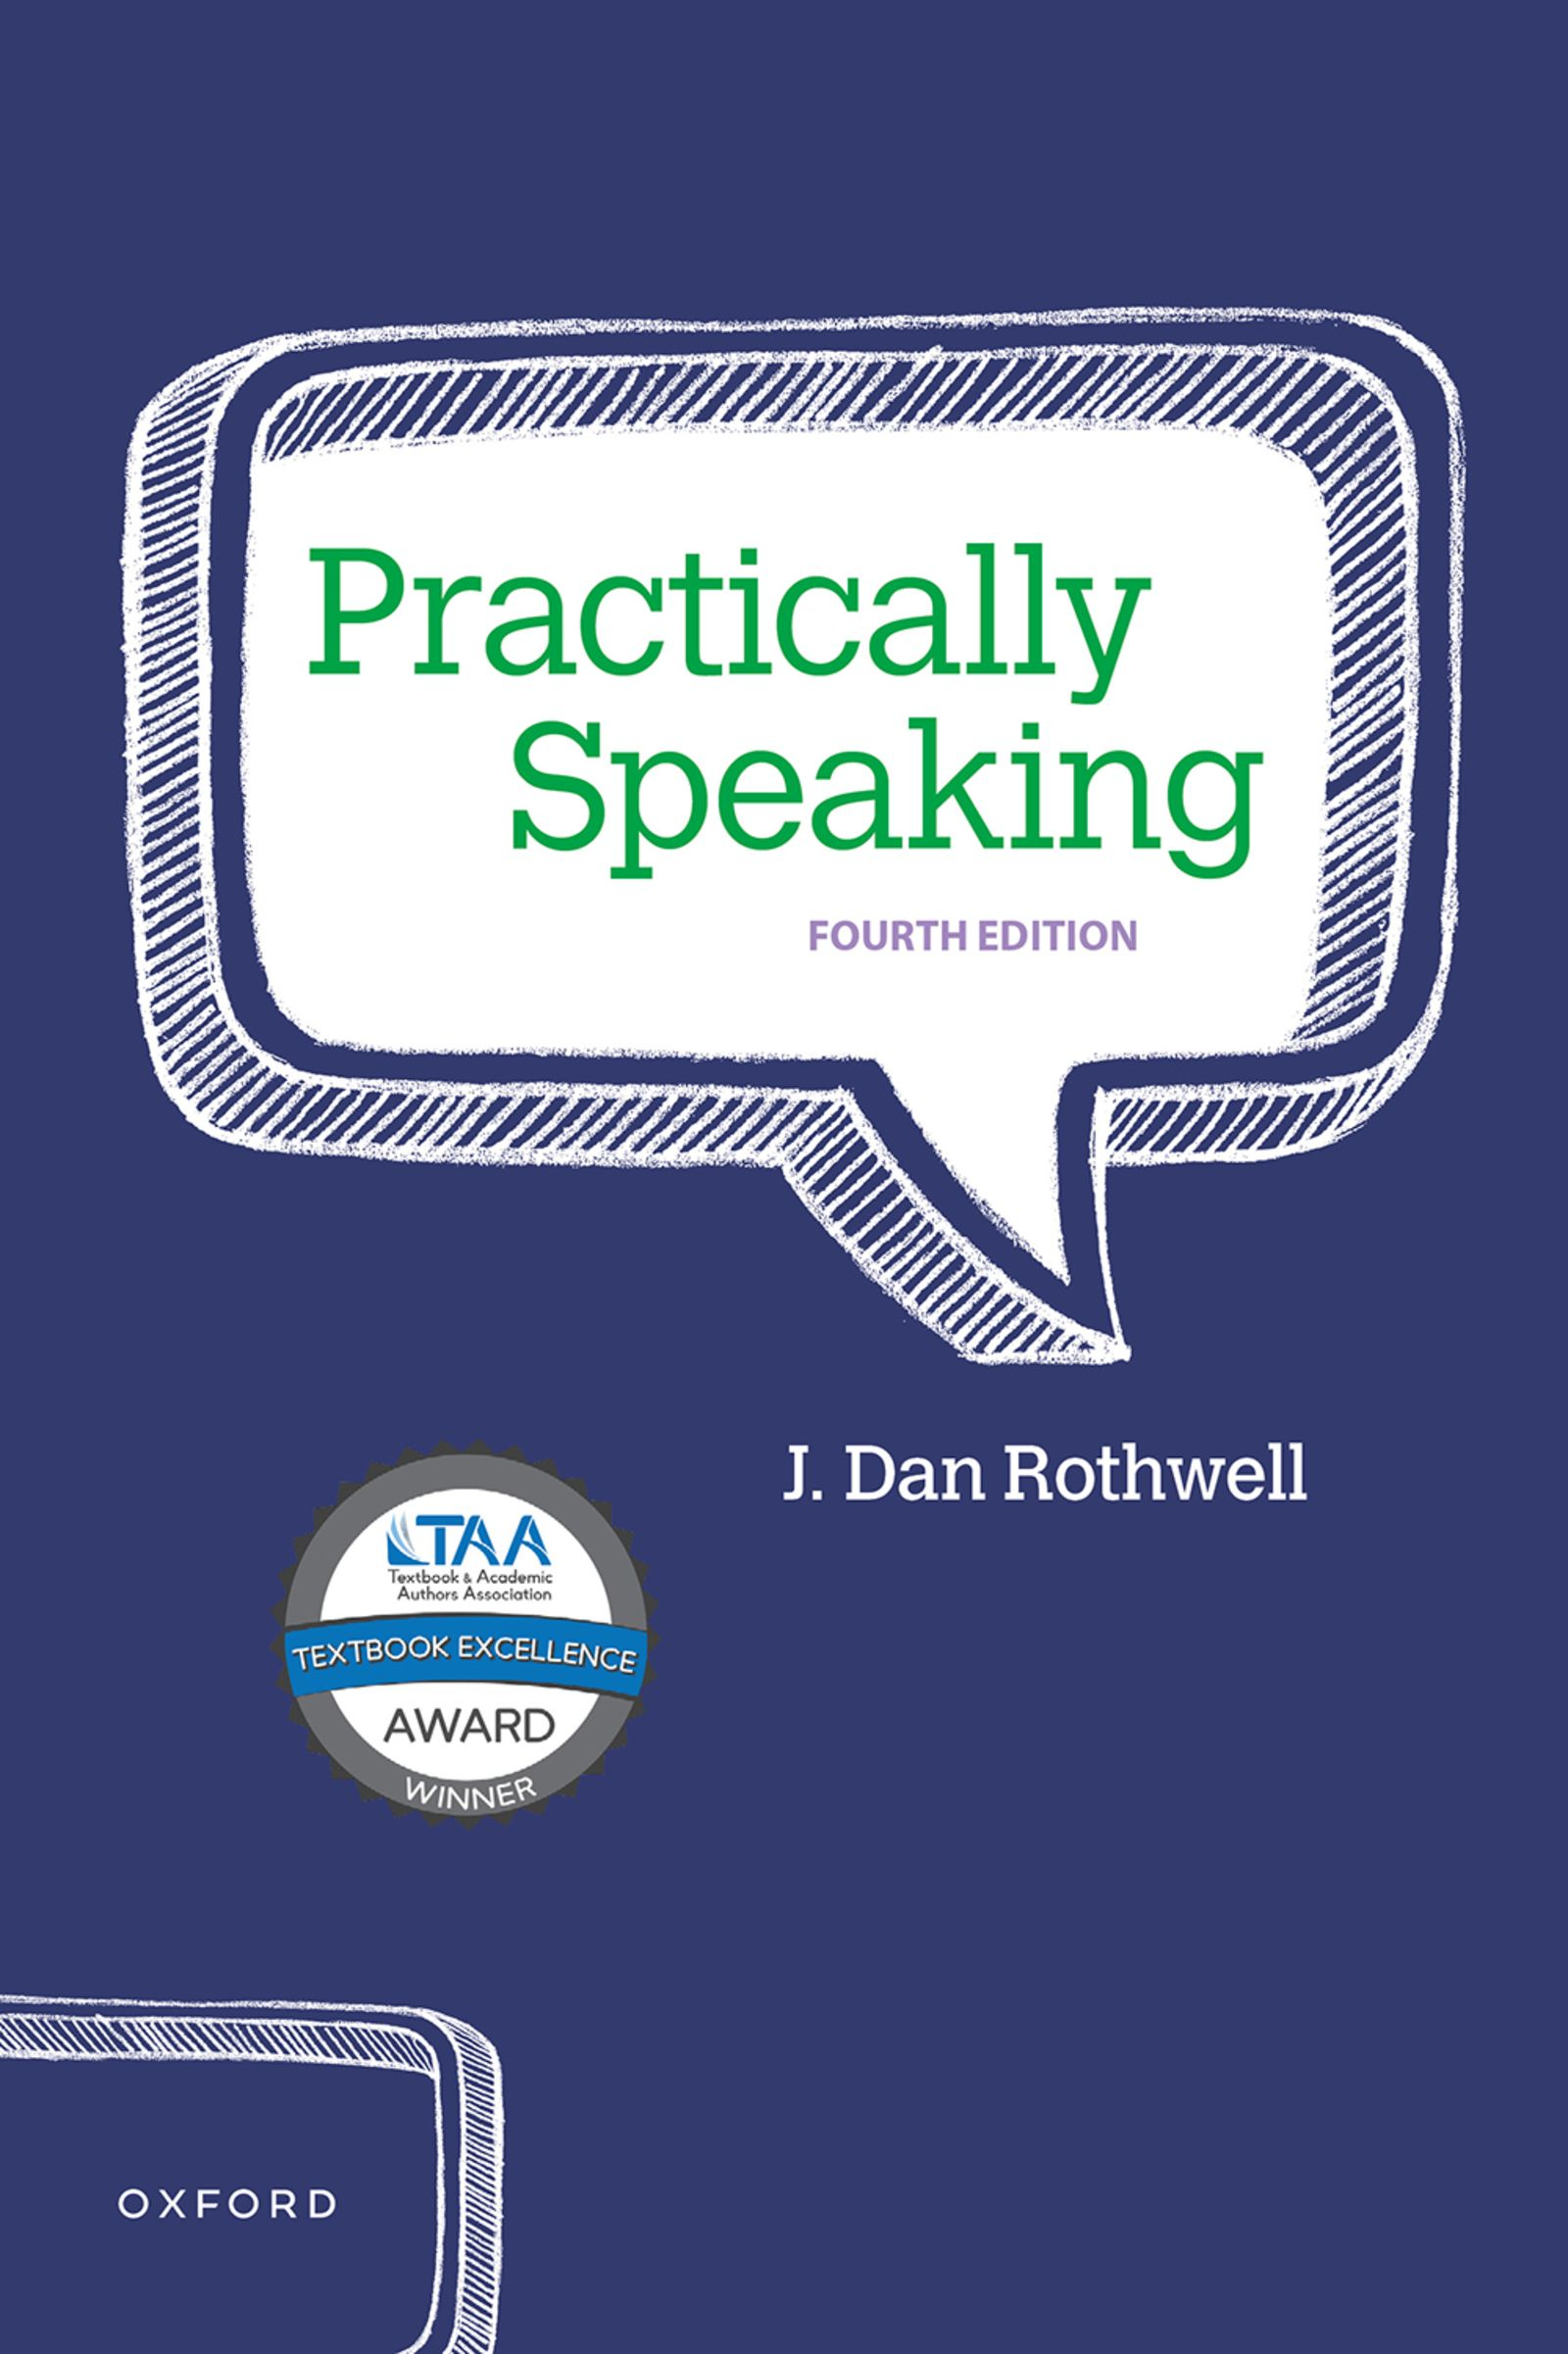 Practically
Speaking
FOURTH EDITION
J. Dan Rothwell
TAA
Textbook & Academic
Authors Association
TEXTBOOK EXCELLENCE
AWARD
WINNER
OXFORD